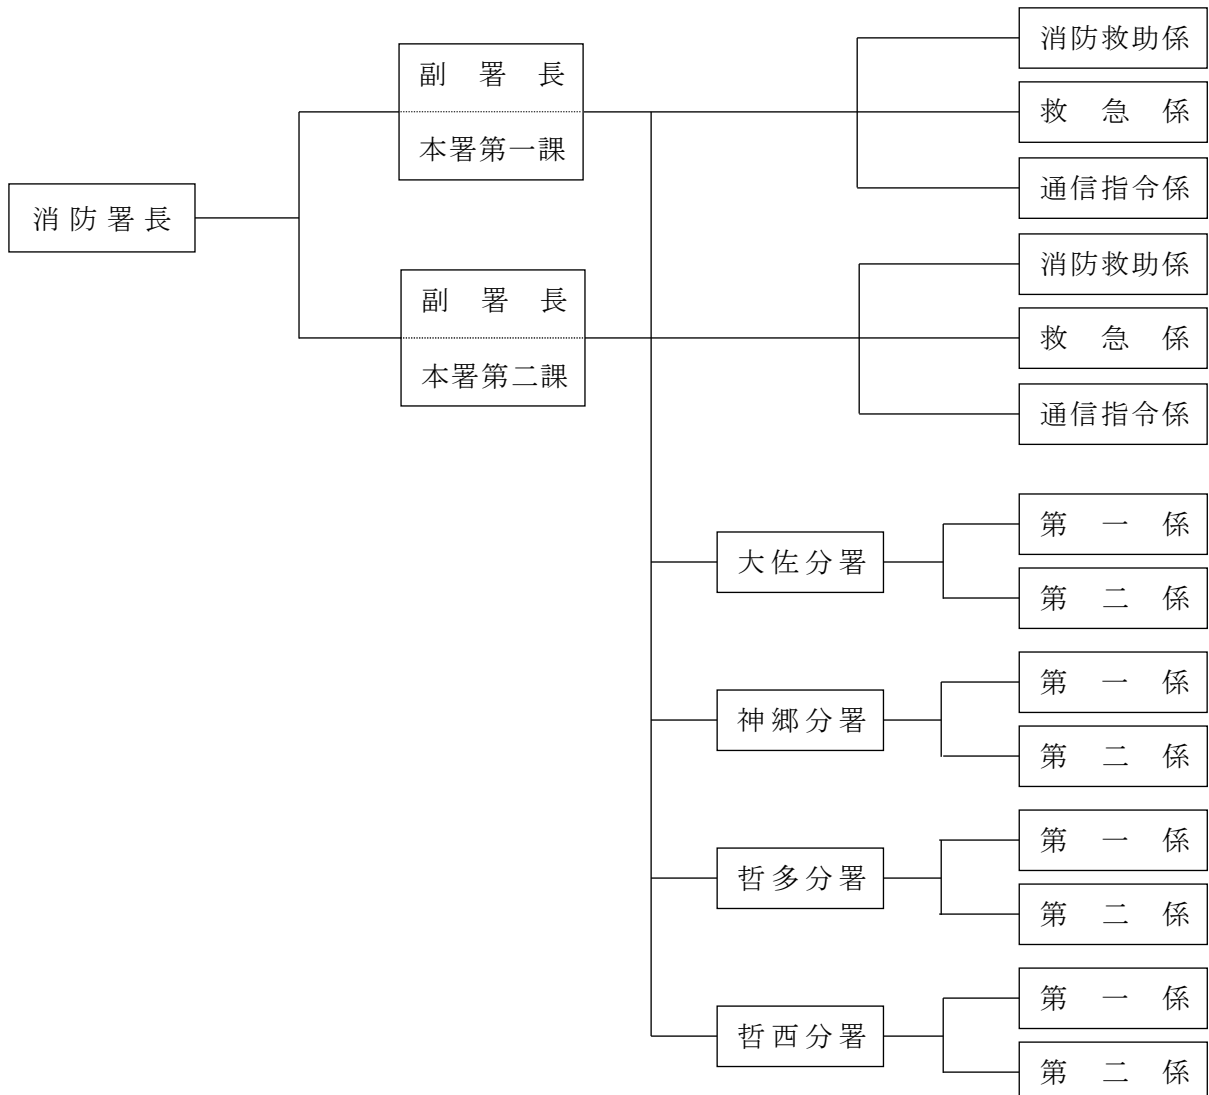 消防署長
副署長
本署第一課
消防救助係
救急係
通信指令係
副署長
本署第二課
消防救助係
救急係
通信指令係
大佐分署
第一係
第二係
神郷分署
第一係
第二係
哲多分署
第一係
第二係
哲西分署
第一係
第二係